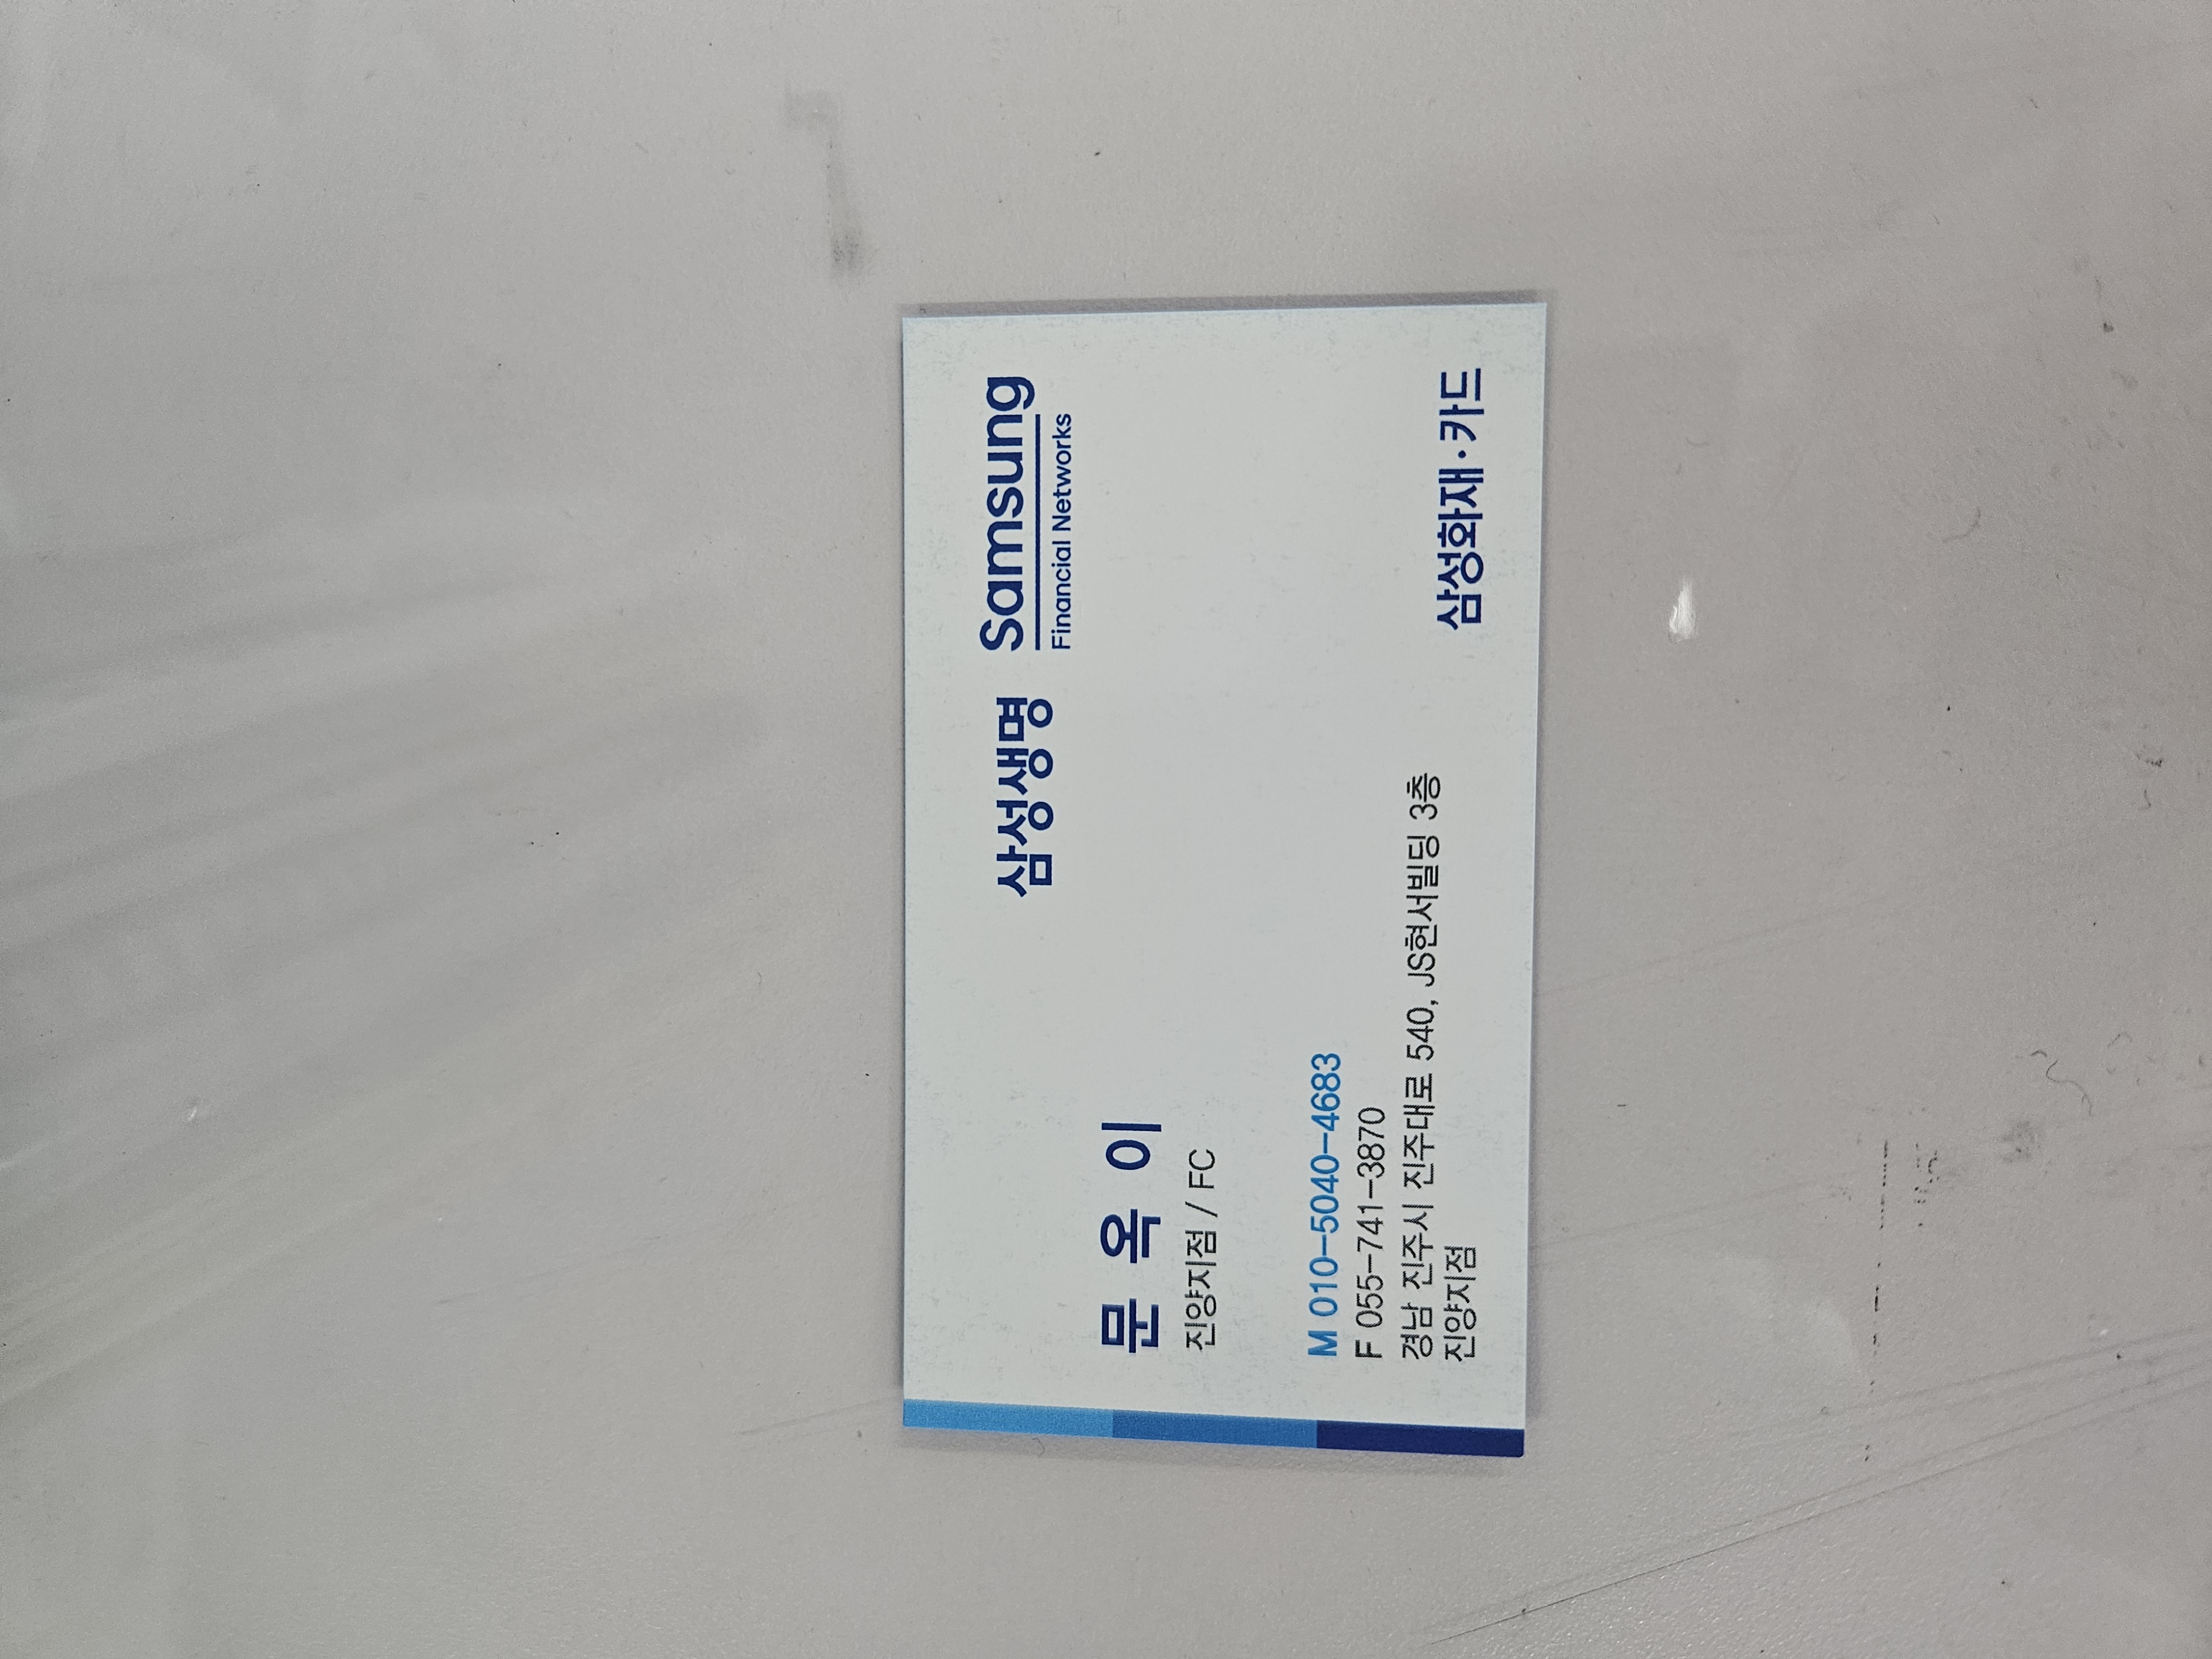 삼성생명 Samsung
Financial Networks
문 옥 이
진양지점 / FC
M 010-5040-4683
F 055-741-3870
경남 진주시 진주대로 540, JS현서빌딩 3층
진양지점
삼성화재·카드